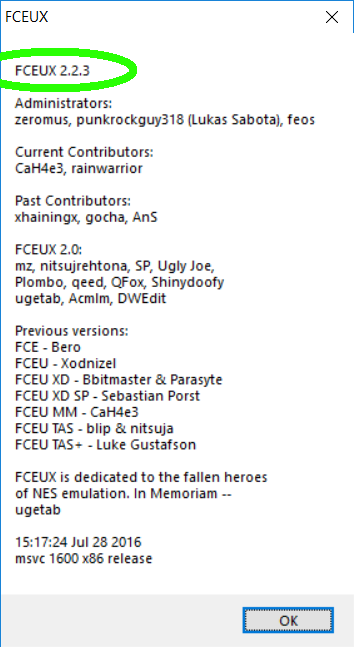 FCEUX
FCEUX 2.2.3
Administrators:
zeromus, punkrockguy318 (Lukas Sabota), feos
Current Contributors:
CaH4e3, rainwarrior
Past Contributors:
xhainingx, gocha, AnS
FCEUX 2.0:
mz, nitsujrehtona, SP, Ugly Joe,
Plombo, qeed, QFox, Shinydoofy
ugetab, Acmlm, DWEdit
Previous versions:
FCE - Bero
FCEU - Xodnizel
FCEU XD - Bbitmaster & Parasyte
FCEU XD SP - Sebastian Porst
FCEU MM - CaH4e3
FCEU TAS - blip & nitsuja
FCEU TAS+ - Luke Gustafson
FCEUX is dedicated to the fallen heroes
of NES emulation. In Memoriam --
ugetab
15:17:24 Jul 28 2016
msvc 1600 x86 release
OK